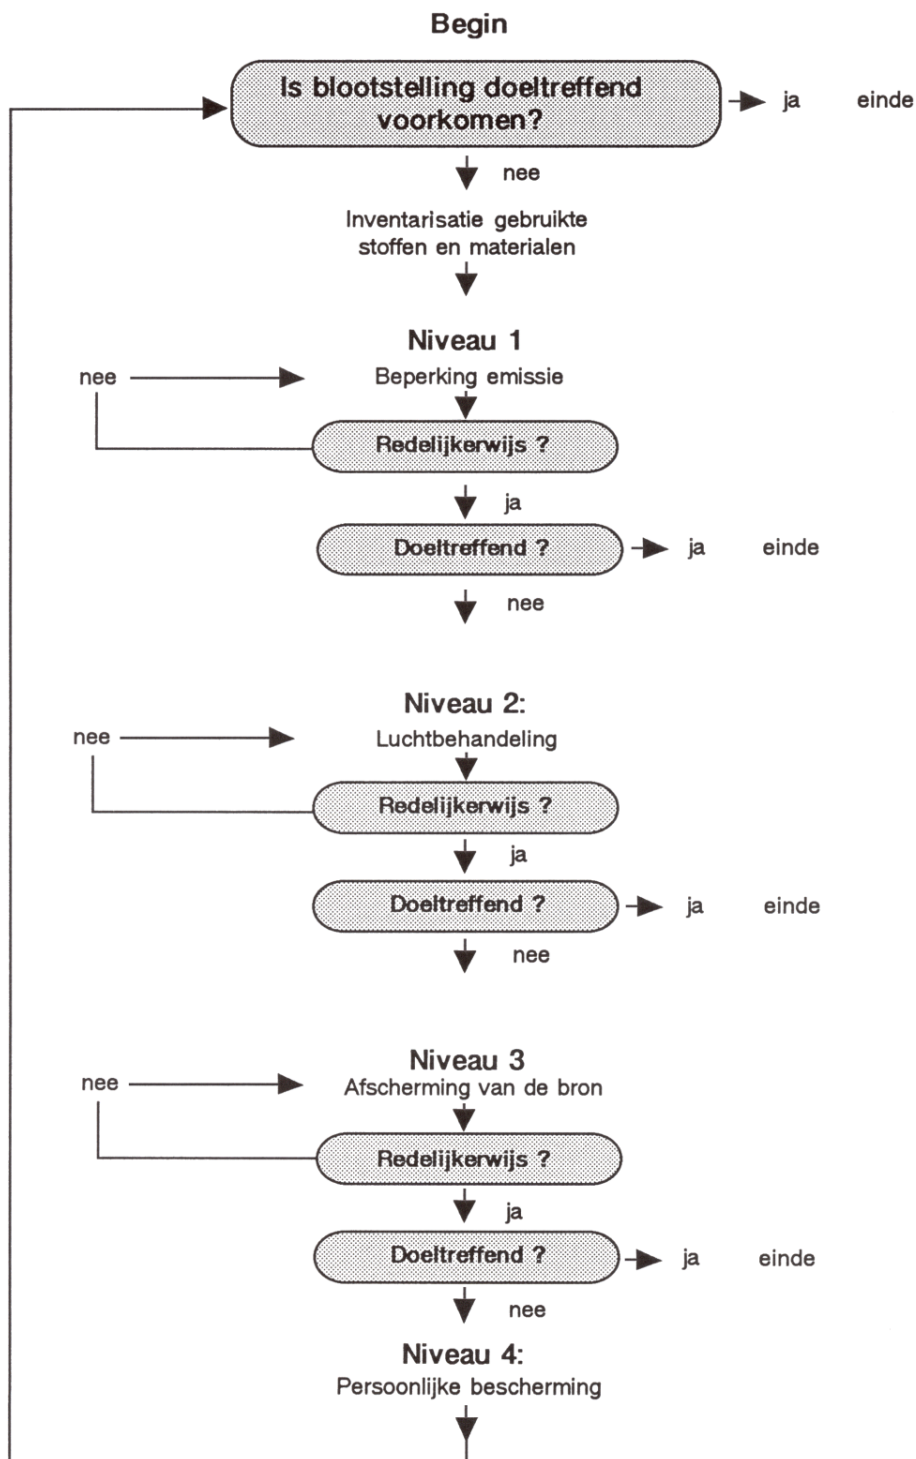 Begin
Is blootstelling doeltreffend
voorkomen?
ja einde
nee
Inventarisatie gebruikte
stoffen en materialen
Niveau 1
nee
Beperking emissie
Redelijkerwijs ?
ja
Doeltreffend ?
ja einde
nee
Niveau 2:
nee
Luchtbehandeling
Redelijkerwijs ?
ja
Doeltreffend ?
ja einde
nee
Niveau 3
nee
Afscherming van de bron
Redelijkerwijs ?
ja
Doeltreffend ?
ja einde
nee
Niveau 4:
Persoonlijke bescherming